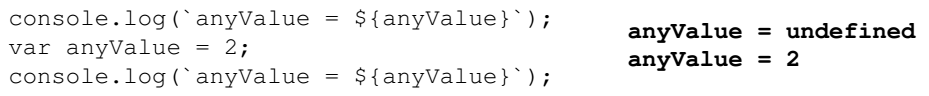 console.log(`anyValue = ${anyValue}`);
var anyValue = 2;
console.log(`anyValue = ${anyValue}`);
anyValue = undefined
anyValue = 2